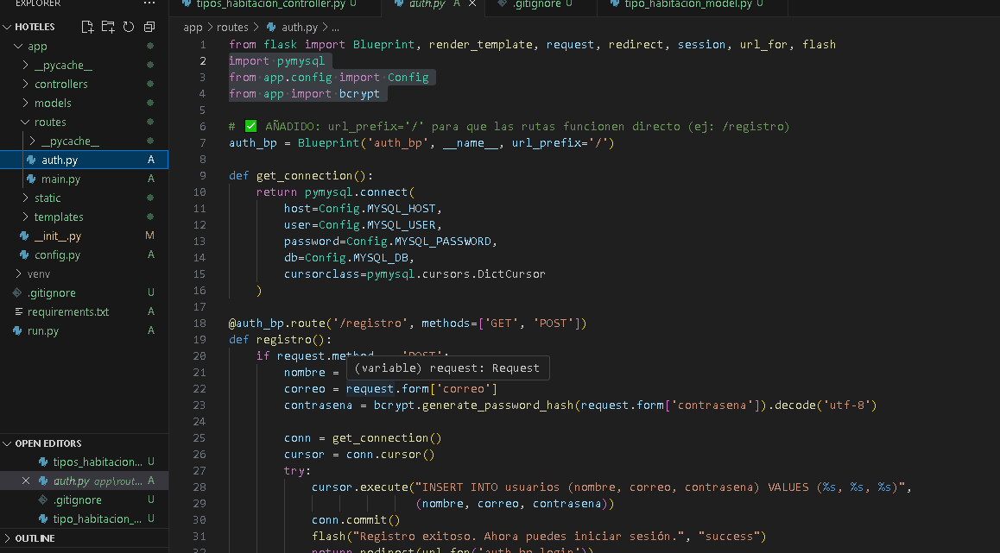 EXPLORER
HOTELES
app
__pycache__
controllers
models
routes
__pycache__
auth.py A
main.py A
static
templates
__init__.py M
config.py A
venv
.gitignore U
requirements.txt A
run.py A
OPEN EDITORS
tipos_habitacion... U
auth.py app\rout... A
.gitignore U
tipo_habitacion_... U
OUTLINE
tipos_habitacion_controller.py U
auth.py A
.gitignore U
tipo_habitacion_model.py U
app > routes > auth.py > ...
1 from flask import Blueprint, render_template, request, redirect, session, url_for, flash
2 import pymysql
3 from app.config import Config
4 from app import bcrypt
5
6 # ✅ AÑADIDO: url_prefix='/' para que las rutas funcionen directo (ej: /registro)
7 auth_bp = Blueprint('auth_bp', __name__, url_prefix='/')
8
9 def get_connection():
10 return pymysql.connect(
11 host=Config.MYSQL_HOST,
12 user=Config.MYSQL_USER,
13 password=Config.MYSQL_PASSWORD,
14 db=Config.MYSQL_DB,
15 cursorclass=pymysql.cursors.DictCursor
16 )
17
18 @auth_bp.route('/registro', methods=['GET', 'POST'])
19 def registro():
20 if request.method 'POST':
(variable) request: Request
21 nombre =
22 correo = request.form['correo']
23 contrasena = bcrypt.generate_password_hash(request.form['contrasena']).decode('utf-8')
24
25 conn = get_connection()
26 cursor = conn.cursor()
27 try:
28 cursor.execute("INSERT INTO usuarios (nombre, correo, contrasena) VALUES (%s, %s, %s)",
29 (nombre, correo, contrasena))
30 conn.commit()
31 flash("Registro exitoso. Ahora puedes iniciar sesión.", "success")
32 return redirect(url_for('auth_bp.login'))